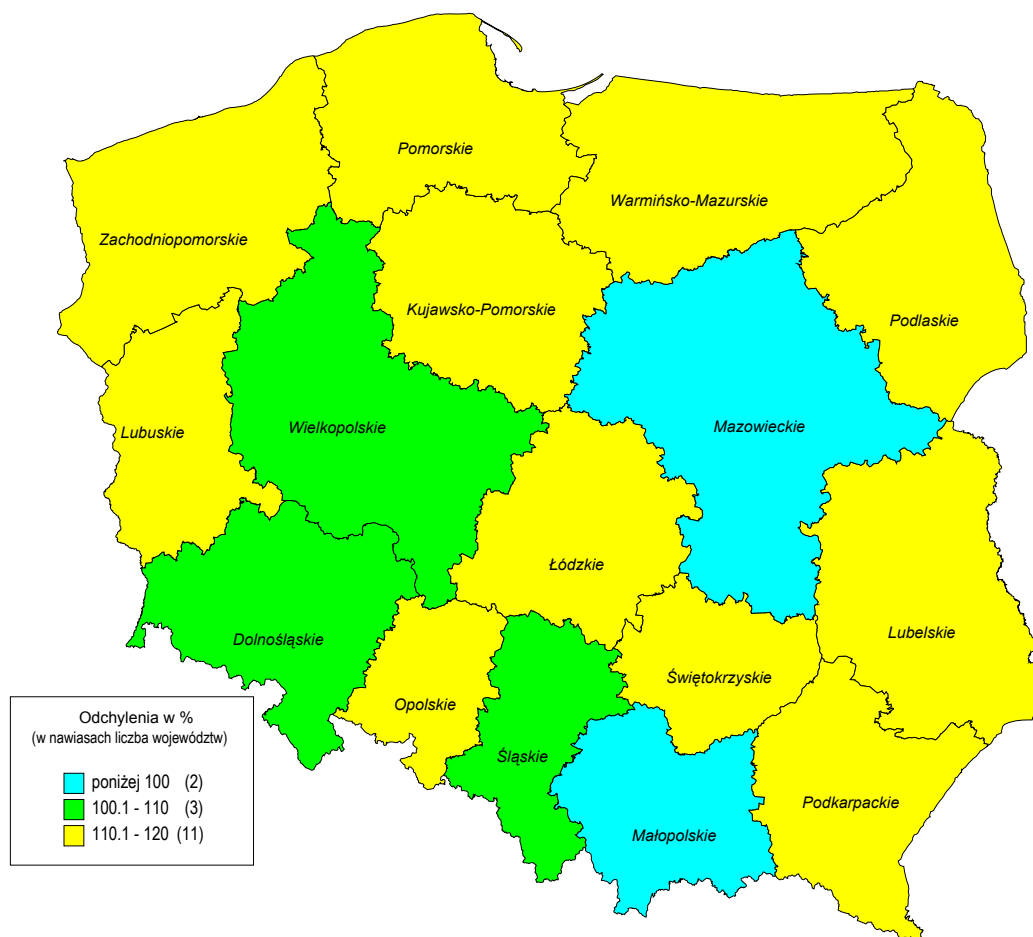 Pomorskie
Warmińsko-Mazurskie
Zachodniopomorskie
Kujawsko-Pomorskie
Podlaskie
Lubuskie
Wielkopolskie
Mazowieckie
Łódzkie
Dolnośląskie
Lubelskie
Świętokrzyskie
Opolskie
Śląskie
Podkarpackie
Małopolskie
Odchylenia w %
(w nawiasach liczba województw)
poniżej 100 (2)
100.1 - 110 (3)
110.1 - 120 (11)